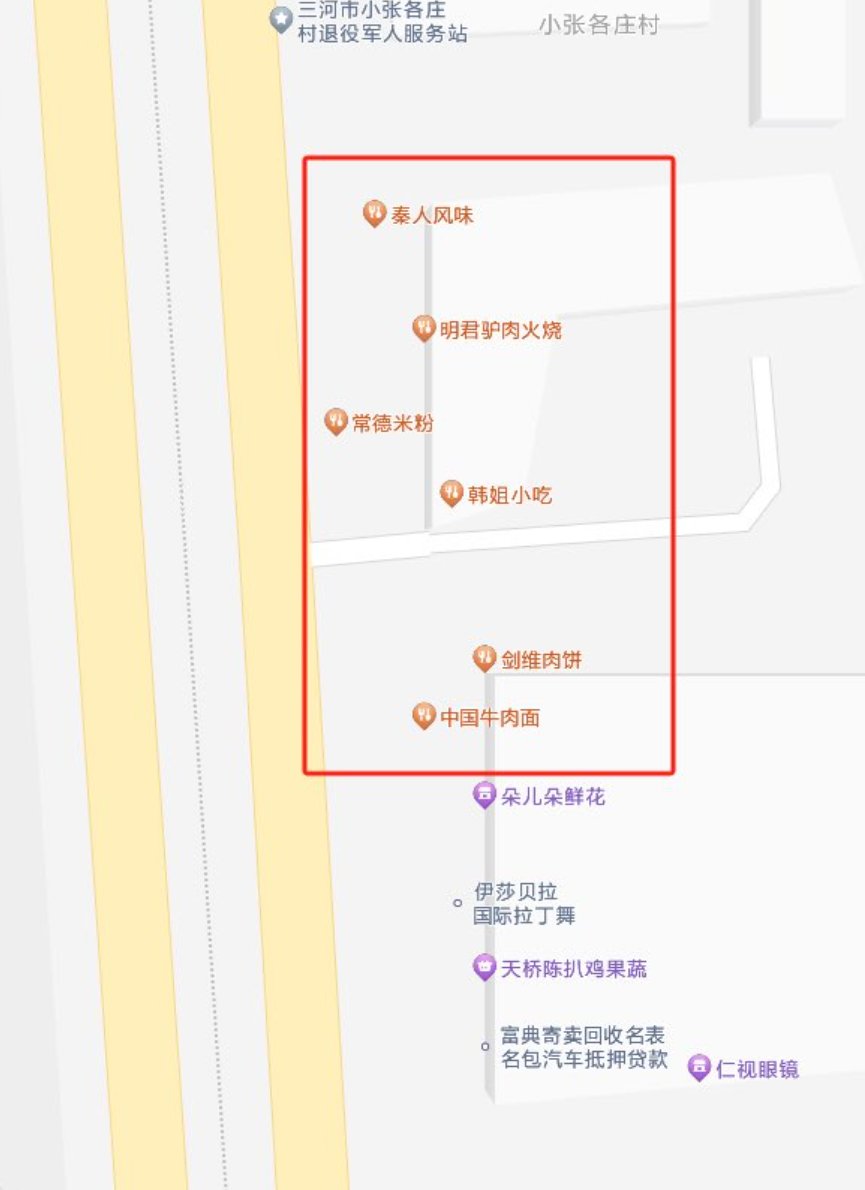 三河市小张各庄
村退役军人服务站
小张各庄村
秦人风味
明君驴肉火烧
常德米粉
韩姐小吃
剑维肉饼
中国牛肉面
朵儿朵鲜花
伊莎贝拉
国际拉丁舞
天桥陈扒鸡果蔬
富典寄卖回收名表
名包汽车抵押贷款
仁视眼镜